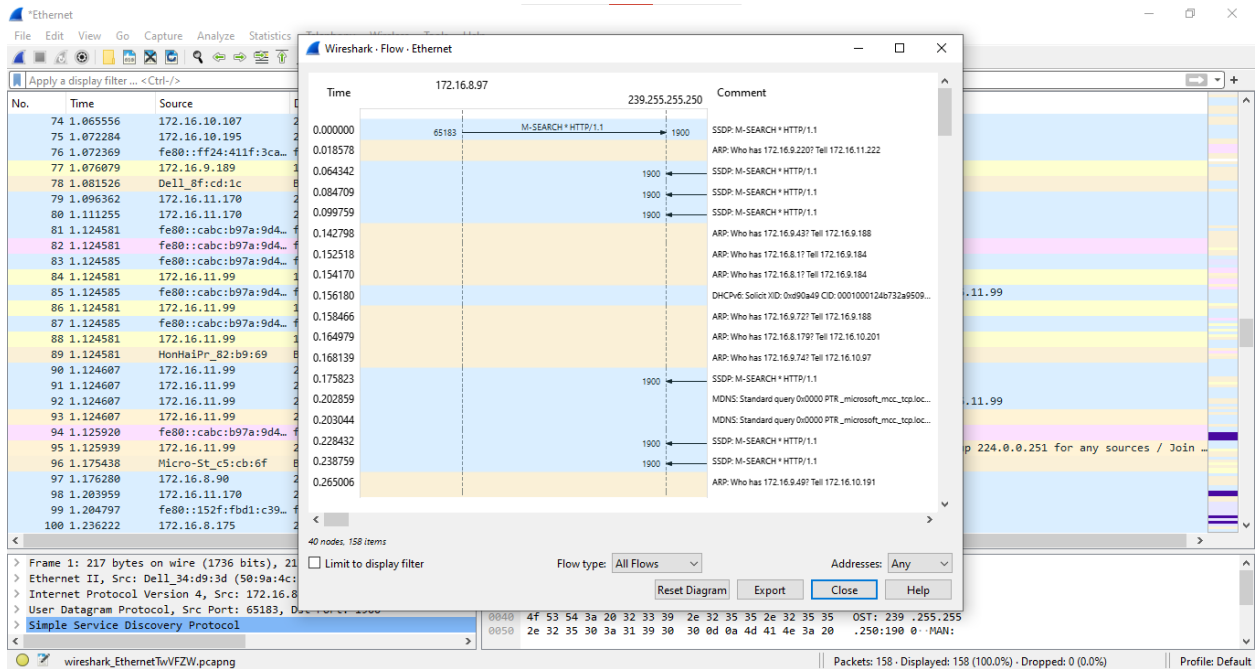 *Ethernet
File Edit View Go Capture Analyze Statistics
Apply a display filter ... <Ctrl-/>
No. Time Source
74 1.065556 172.16.10.107 2
75 1.072284 172.16.10.195 2
76 1.072369 fe80::ff24:411f:3ca… f
77 1.076079 172.16.9.189 1
78 1.081526 Dell_8f:cd:1c B
79 1.096362 172.16.11.170 2
80 1.111255 172.16.11.170 2
81 1.124581 fe80::cabc:b97a:9d4… f
82 1.124581 fe80::cabc:b97a:9d4… f
83 1.124585 fe80::cabc:b97a:9d4… f
84 1.124581 172.16.11.99 1
85 1.124585 fe80::cabc:b97a:9d4… f .11.99
86 1.124581 172.16.11.99 1
87 1.124585 fe80::cabc:b97a:9d4… f
88 1.124581 172.16.11.99 1
89 1.124581 HonHaiPr_82:b9:69 B
90 1.124607 172.16.11.99 2
91 1.124607 172.16.11.99 2
92 1.124607 172.16.11.99 2 .11.99
93 1.124607 172.16.11.99 2
94 1.125920 fe80::cabc:b97a:9d4… f
95 1.125939 172.16.11.99 2 up 224.0.0.251 for any sources / Join …
96 1.175438 Micro-St_c5:cb:6f B
97 1.176280 172.16.8.90 2
98 1.203959 172.16.11.170 2
99 1.204797 fe80::152f:fbd1:c39… f
100 1.236222 172.16.8.175 2
Wireshark · Flow · Ethernet
Time 172.16.8.97 239.255.255.250 Comment
0.000000 65183 M-SEARCH * HTTP/1.1 1900 SSDP: M-SEARCH * HTTP/1.1
0.018578 ARP: Who has 172.16.9.220? Tell 172.16.11.222
0.064342 1900 SSDP: M-SEARCH * HTTP/1.1
0.084709 1900 SSDP: M-SEARCH * HTTP/1.1
0.099759 1900 SSDP: M-SEARCH * HTTP/1.1
0.142798 ARP: Who has 172.16.9.43? Tell 172.16.9.188
0.152518 ARP: Who has 172.16.8.1? Tell 172.16.9.184
0.154170 ARP: Who has 172.16.8.1? Tell 172.16.9.184
0.156180 DHCPv6: Solicit XID: 0xd90a49 CID: 0001000124b732a9509...
0.158466 ARP: Who has 172.16.9.72? Tell 172.16.9.188
0.164979 ARP: Who has 172.16.8.179? Tell 172.16.10.201
0.168139 ARP: Who has 172.16.9.74? Tell 172.16.10.97
0.175823 1900 SSDP: M-SEARCH * HTTP/1.1
0.202859 MDNS: Standard query 0x0000 PTR _microsoft_mcc._tcp.loc...
0.203044 MDNS: Standard query 0x0000 PTR _microsoft_mcc._tcp.loc...
0.228432 1900 SSDP: M-SEARCH * HTTP/1.1
0.238759 1900 SSDP: M-SEARCH * HTTP/1.1
0.265006 ARP: Who has 172.16.9.49? Tell 172.16.10.191
40 nodes, 158 items
Limit to display filter Flow type: All Flows Addresses: Any
Reset Diagram Export Close Help
Frame 1: 217 bytes on wire (1736 bits), 21
Ethernet II, Src: Dell_34:d9:3d (50:9a:4c:
Internet Protocol Version 4, Src: 172.16.8
User Datagram Protocol, Src Port: 65183, Dst Port: 1900
Simple Service Discovery Protocol
0040 4f 53 54 3a 20 32 33 39 2e 32 35 35 2e 32 35 35 OST: 239 .255.255
0050 2e 32 35 30 3a 31 39 30 30 0d 0a 4d 41 4e 3a 20 .250:190 0··MAN:
wireshark_EthernetTwVFZW.pcapng Packets: 158 · Displayed: 158 (100.0%) · Dropped: 0 (0.0%) Profile: Default